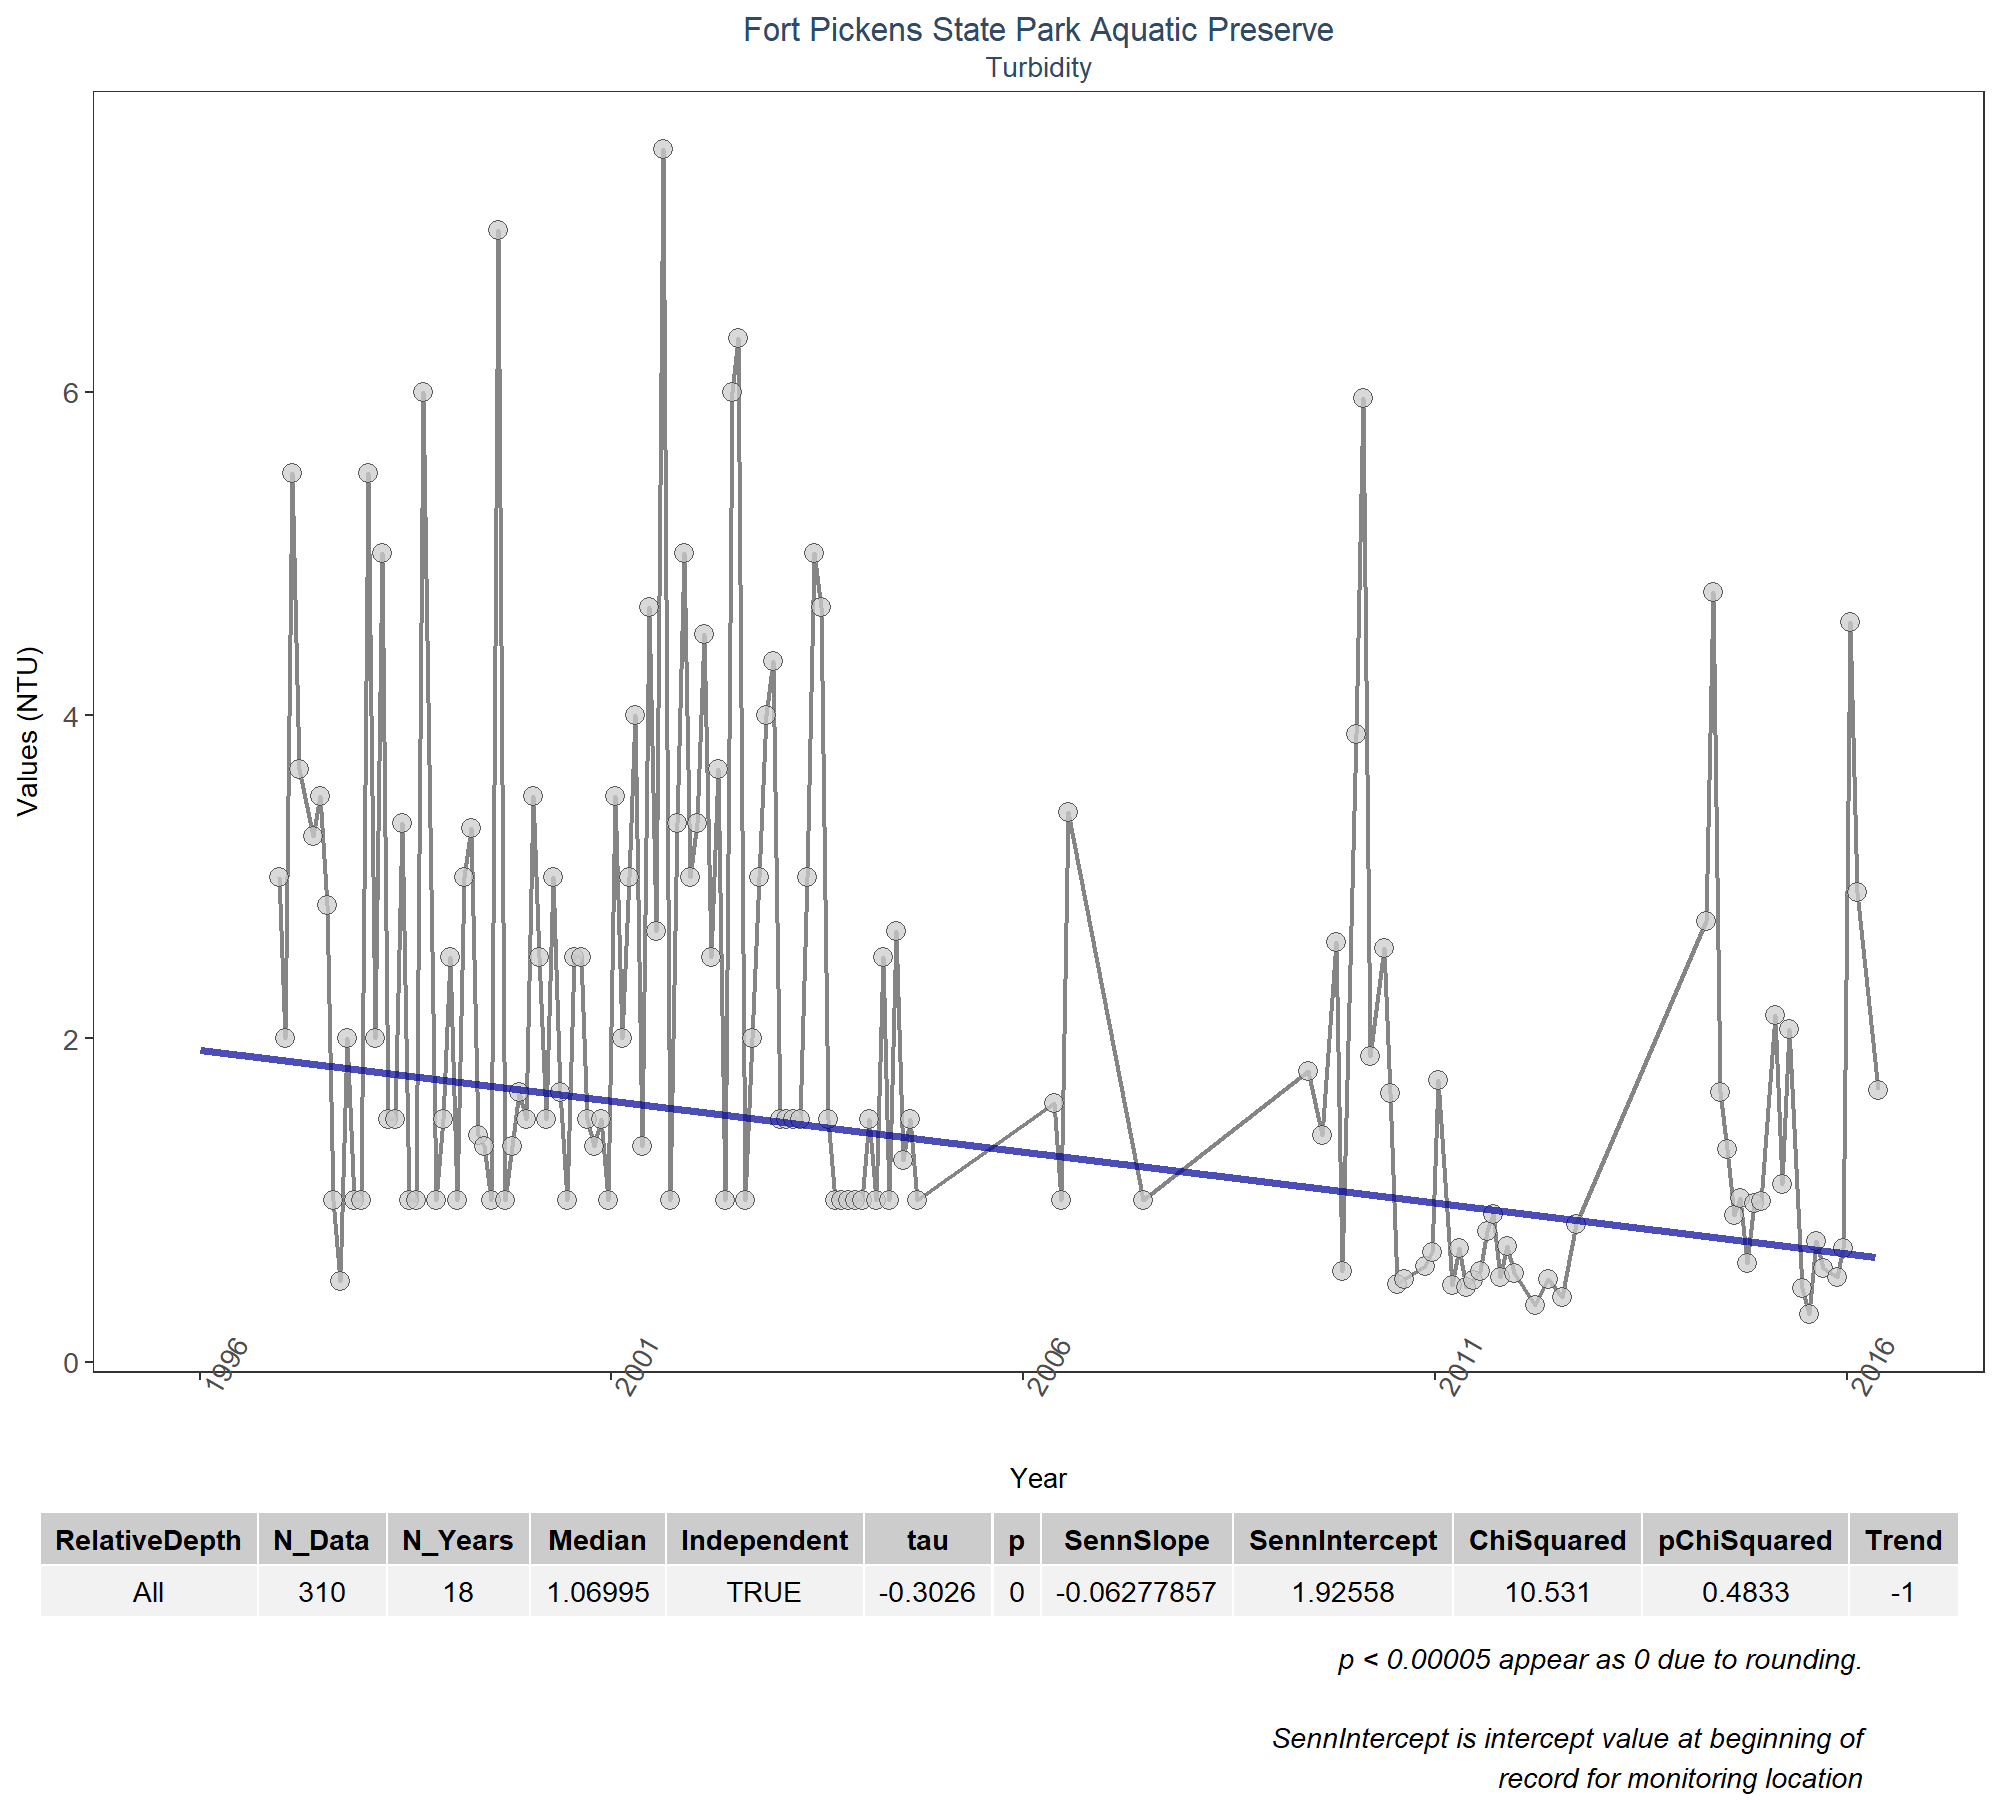 Fort Pickens State Park Aquatic Preserve
Turbidity
Values (NTU)
6
4
2
0
1996 2001 2006 2011 2016
Year
RelativeDepth N_Data N_Years Median Independent tau p SennSlope SennIntercept ChiSquared pChiSquared Trend
All 310 18 1.06995 TRUE -0.3026 0 -0.06277857 1.92558 10.531 0.4833 -1
p < 0.00005 appear as 0 due to rounding.
SennIntercept is intercept value at beginning of
record for monitoring location